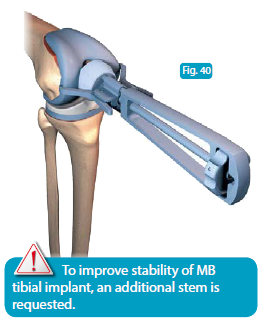 Fig. 40
To improve stability of MB
tibial implant, an additional stem is
requested.